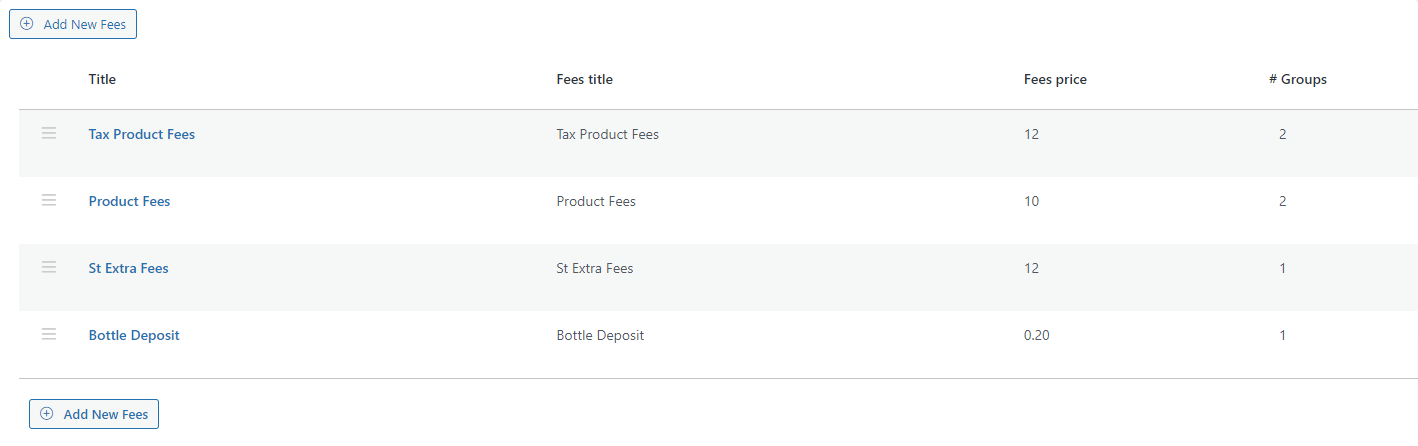 Add New Fees
Title Fees title Fees price # Groups
Tax Product Fees Tax Product Fees 12 2
Product Fees Product Fees 10 2
St Extra Fees St Extra Fees 12 1
Bottle Deposit Bottle Deposit 0.20 1
Add New Fees